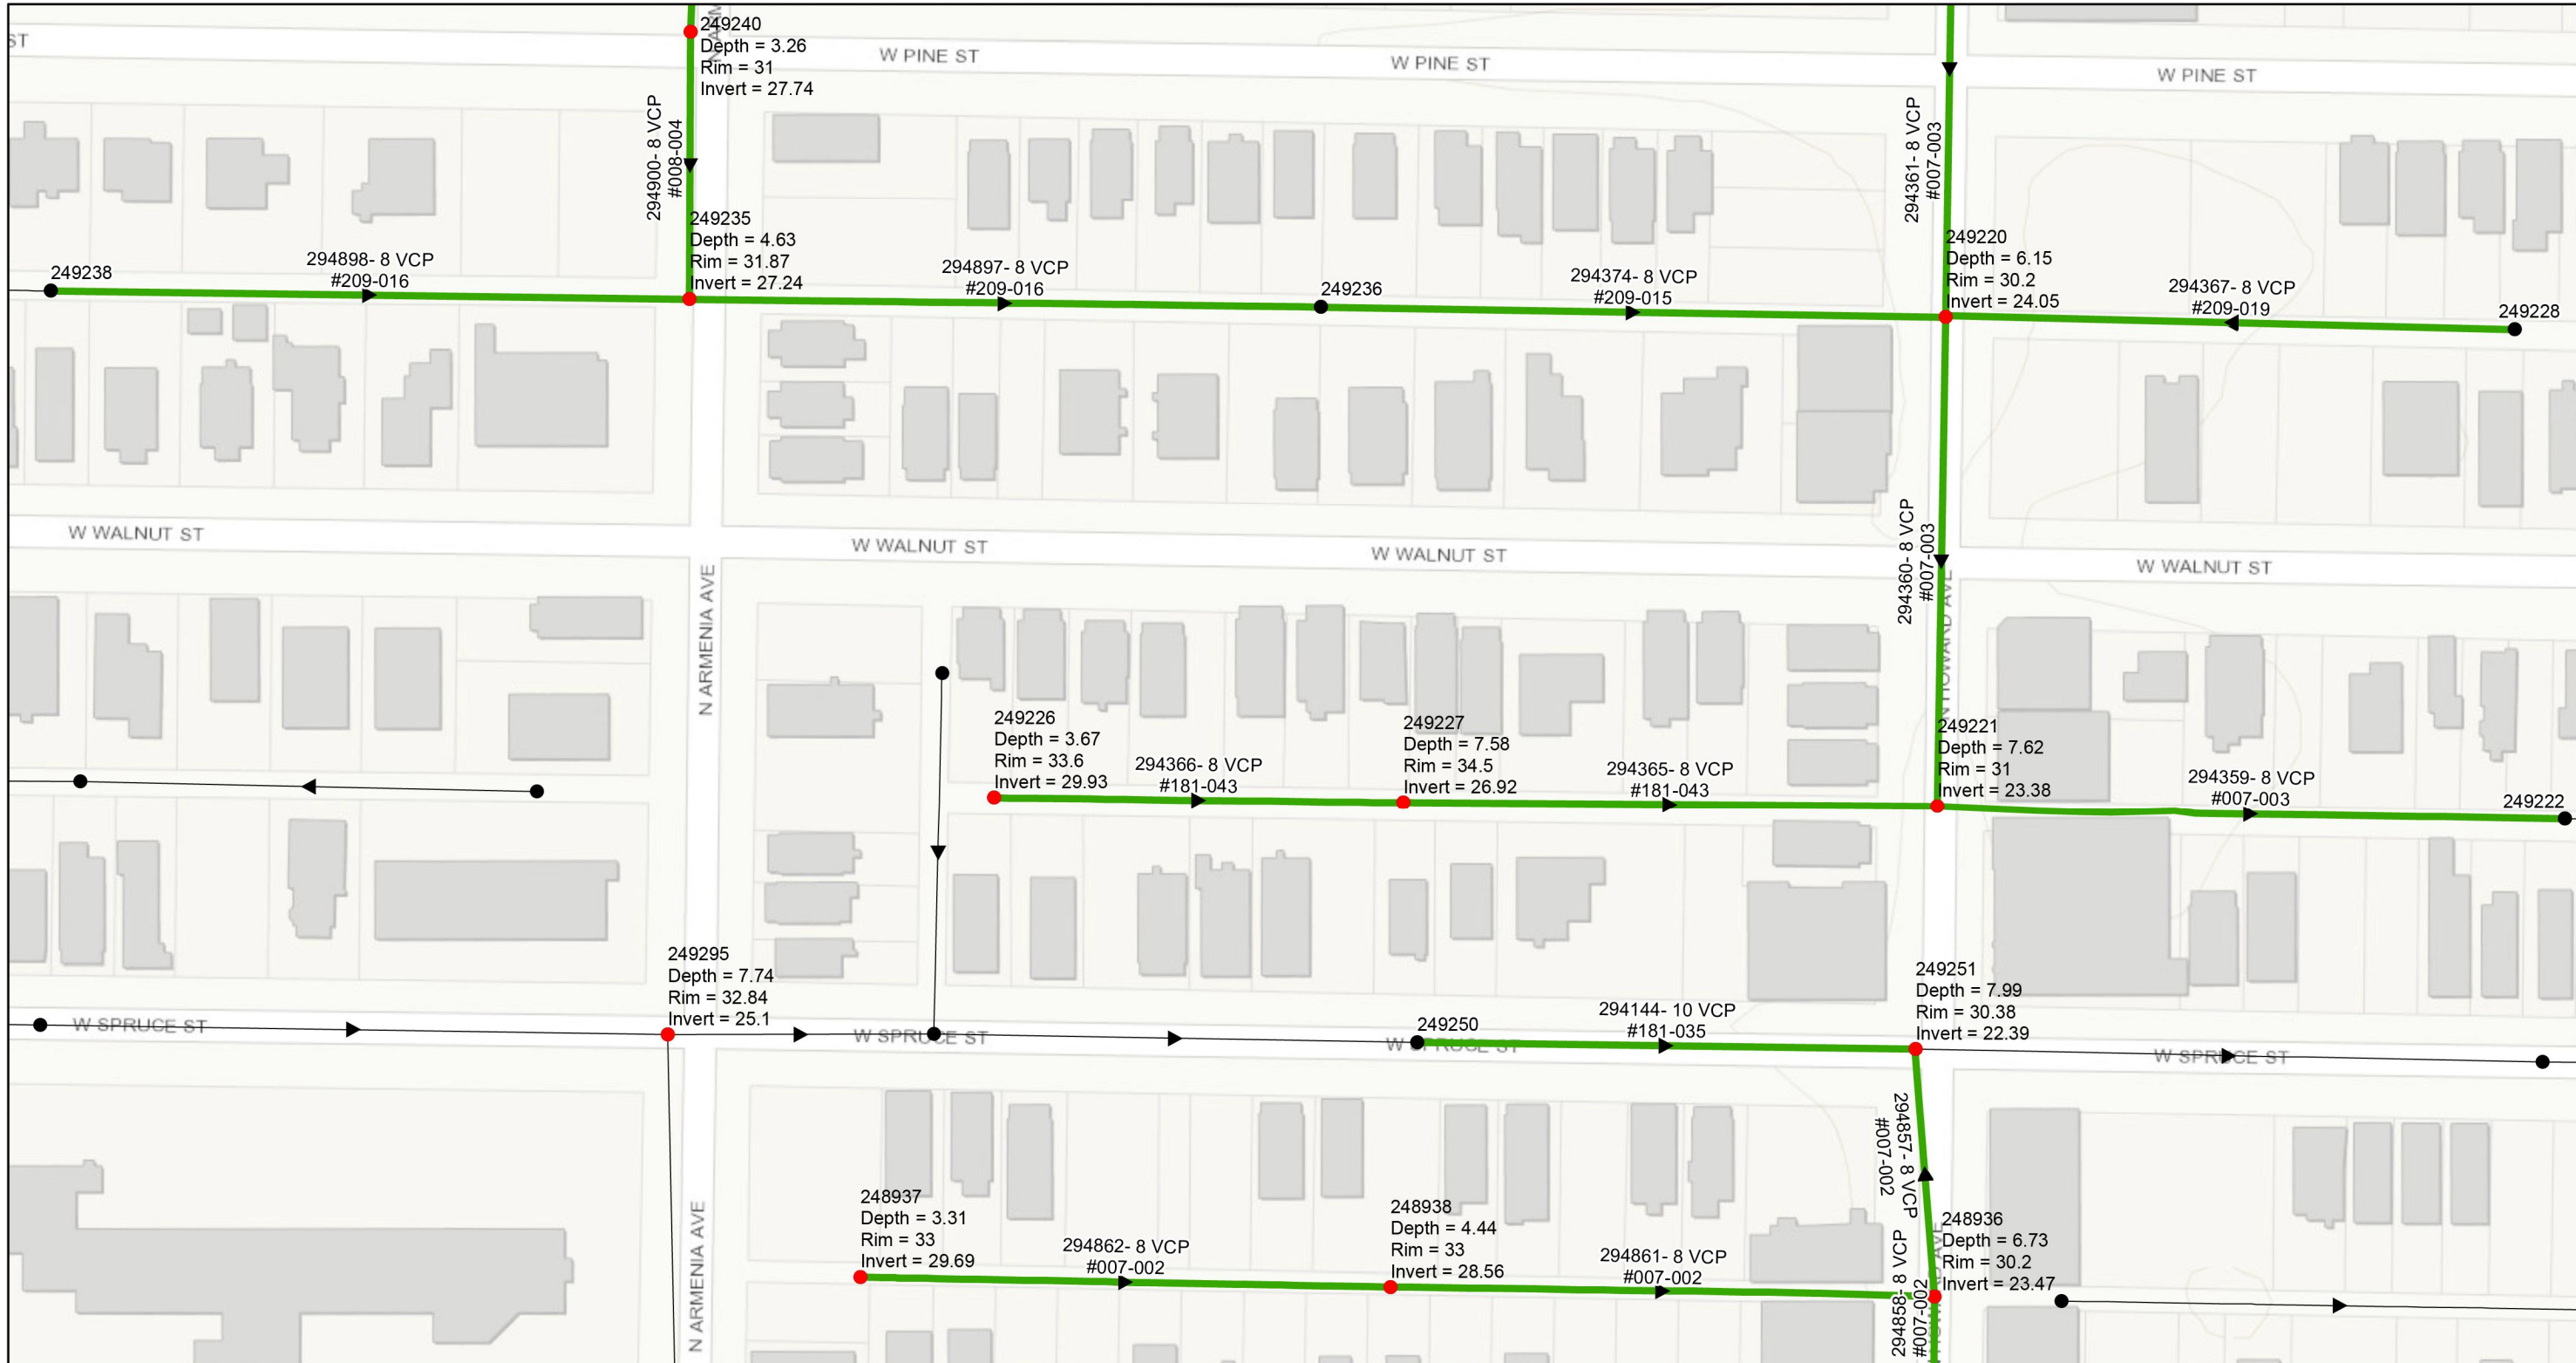 ST
249240
Depth = 3.26
Rim = 31
Invert = 27.74
W PINE ST
W PINE ST
W PINE ST
294900- 8 VCP
#008-004
294361- 8 VCP
#007-003
249235
Depth = 4.63
Rim = 31.87
Invert = 27.24
249220
Depth = 6.15
Rim = 30.2
Invert = 24.05
249238
294898- 8 VCP
#209-016
294897- 8 VCP
#209-016
249236
294374- 8 VCP
#209-015
294367- 8 VCP
#209-019
249228
W WALNUT ST
W WALNUT ST
W WALNUT ST
W WALNUT ST
294360- 8 VCP
#007-003
N ARMENIA AVE
N HOWARD AVE
249226
Depth = 3.67
Rim = 33.6
Invert = 29.93
294366- 8 VCP
#181-043
249227
Depth = 7.58
Rim = 34.5
Invert = 26.92
294365- 8 VCP
#181-043
249221
Depth = 7.62
Rim = 31
Invert = 23.38
294359- 8 VCP
#007-003
249222
249295
Depth = 7.74
Rim = 32.84
Invert = 25.1
249251
Depth = 7.99
Rim = 30.38
Invert = 22.39
W SPRUCE ST
W SPRUCE ST
249250
W SPRUCE ST
294144- 10 VCP
#181-035
W SPRUCE ST
294857- 8 VCP
#007-002
N ARMENIA AVE
248937
Depth = 3.31
Rim = 33
Invert = 29.69
294862- 8 VCP
#007-002
248938
Depth = 4.44
Rim = 33
Invert = 28.56
294861- 8 VCP
#007-002
248936
Depth = 6.73
Rim = 30.2
Invert = 23.47
294858- 8 VCP
#007-002